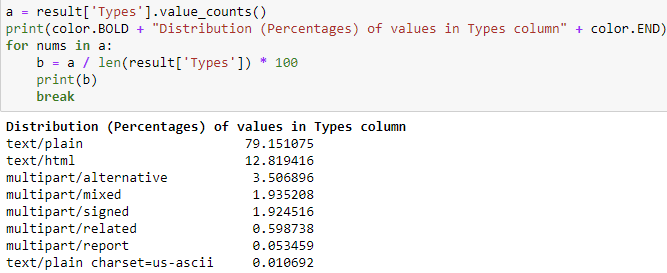 a = result['Types'].value_counts()
print(color.BOLD + "Distribution (Percentages) of values in Types column" + color.END)
for nums in a:
    b = a / len(result['Types']) * 100
    print(b)
    break
Distribution (Percentages) of values in Types column
text/plain                     79.151075
text/html                      12.819416
multipart/alternative           3.506896
multipart/mixed                 1.935208
multipart/signed                1.924516
multipart/related               0.598738
multipart/report                0.053459
text/plain charset=us-ascii     0.010692